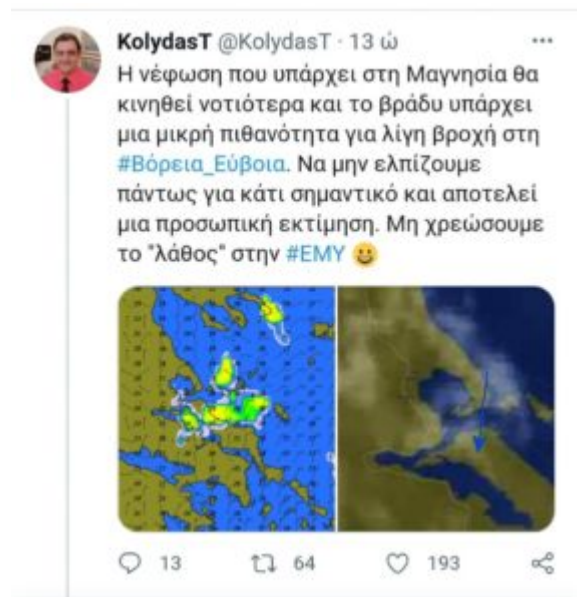 KolydasT @KolydasT · 13 ώ
Η νέφωση που υπάρχει στη Μαγνησία θα
κινηθεί νοτιότερα και το βράδυ υπάρχει
μια μικρή πιθανότητα για λίγη βροχή στη
#Βόρεια_Εύβοια. Να μην ελπίζουμε
πάντως για κάτι σημαντικό και αποτελεί
μια προσωπική εκτίμηση. Μη χρεώσουμε
το "λάθος" στην #ΕΜΥ 😀
13 64 193